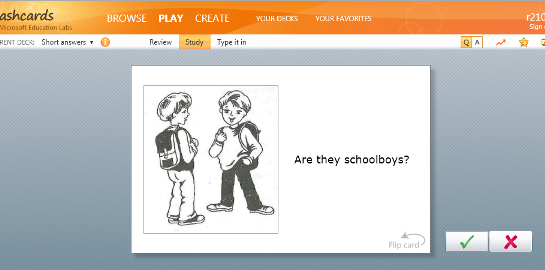 ashcards
Microsoft Education Labs
BROWSE PLAY CREATE YOUR DECKS YOUR FAVORITES
r210
Sign
RENT DECK: Short answers Review Study Type it in Q A
Are they schoolboys?
Flip card